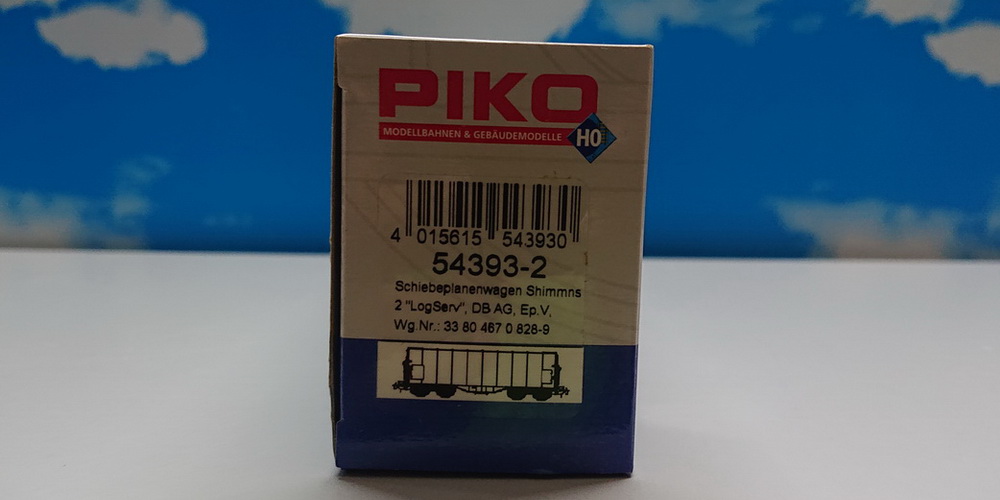 PIKO
MODELLBAHNEN & GEBÄUDEMODELLE
H0
4 015615 543930
54393-2
Schiebeplanenwagen Shimmns
2 "LogServ", DB AG, Ep.V,
Wg.Nr.: 33 80 467 0 828-9